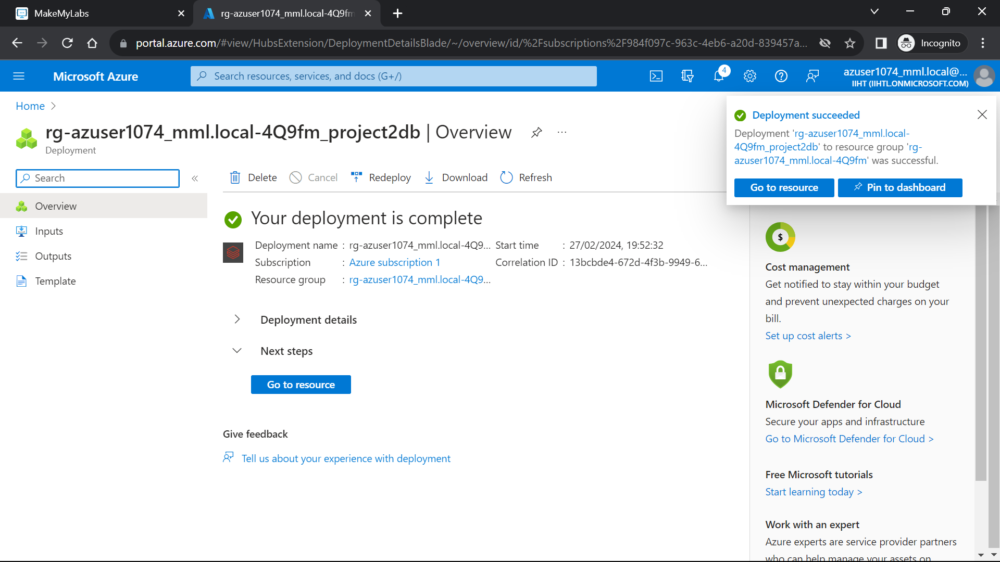 MakeMyLabs
rg-azuser1074_mml.local-4Q9fm
portal.azure.com/#view/HubsExtension/DeploymentDetailsBlade/~/overview/id/%2Fsubscriptions%2F984f097c-963c-4eb6-a20d-839457a...
Incognito
Microsoft Azure
Search resources, services, and docs (G+/)
4
azuser1074_mml.local@...
IIHT (IIHTL.ONMICROSOFT.COM)
Home
rg-azuser1074_mml.local-4Q9fm_project2db | Overview
...
Deployment
Deployment succeeded
Deployment 'rg-azuser1074_mml.local-
4Q9fm_project2db' to resource group 'rg-
azuser1074_mml.local-4Q9fm' was successful.
Go to resource
Pin to dashboard
Search
«
Delete
Cancel
Redeploy
Download
Refresh
Overview
Inputs
Outputs
Template
Your deployment is complete
Deployment name : rg-azuser1074_mml.local-4Q9... Start time : 27/02/2024, 19:52:32
Subscription : Azure subscription 1 Correlation ID : 13bcbde4-672d-4f3b-9949-6...
Resource group : rg-azuser1074_mml.local-4Q9...
Deployment details
Next steps
Go to resource
Give feedback
Tell us about your experience with deployment
$
Cost management
Get notified to stay within your budget
and prevent unexpected charges on your
bill.
Set up cost alerts >
Microsoft Defender for Cloud
Secure your apps and infrastructure
Go to Microsoft Defender for Cloud >
Free Microsoft tutorials
Start learning today >
Work with an expert
Azure experts are service provider partners
who can help manage your assets on